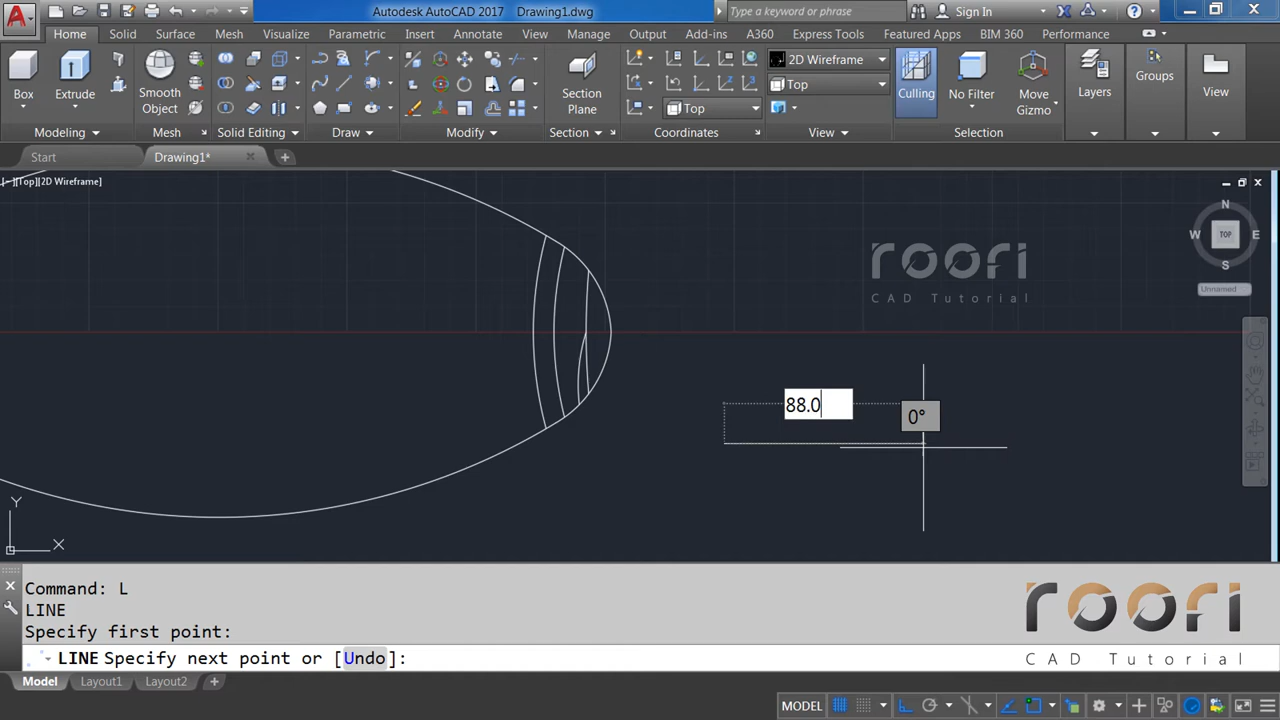 Autodesk AutoCAD 2017 Drawing1.dwg
Type a keyword or phrase
Sign In
Home Solid Surface Mesh Visualize Parametric Insert Annotate View Manage Output Add-ins A360 Express Tools Featured Apps BIM 360 Performance
Box
Extrude
Smooth
Object
Section
Plane
2D Wireframe
Top
Top
Culling
No Filter
Move
Gizmo
Layers
Groups
View
Modeling Mesh Solid Editing Draw Modify Section Coordinates View Selection
Start Drawing1*
[−][Top][2D Wireframe]
N
W TOP E
S
Unnamed
roori
CAD Tutorial
88.0
0°
Y
X
Command: L
LINE
Specify first point:
LINE Specify next point or [Undo]:
roori
CAD Tutorial
Model Layout1 Layout2
MODEL